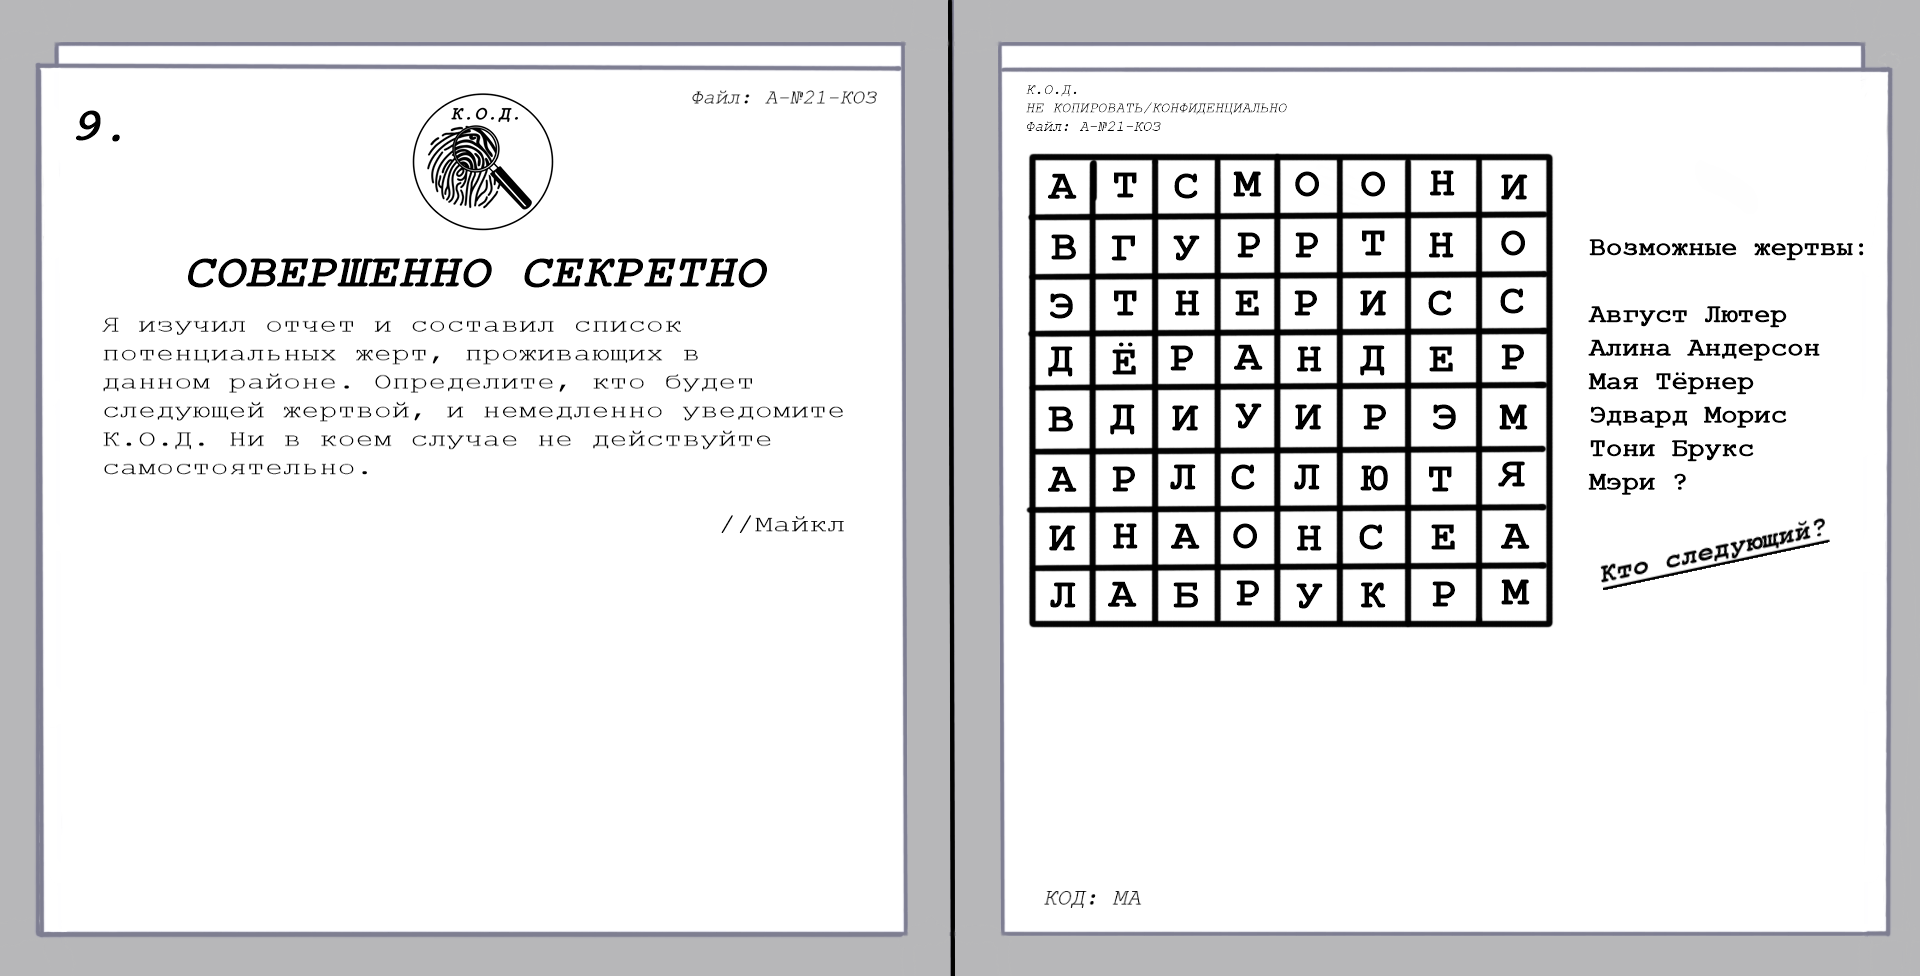 9.
К.О.Д.
Файл: А-№21-КОЗ
СОВЕРШЕННО СЕКРЕТНО
Я изучил отчет и составил список
потенциальных жерт, проживающих в
данном районе. Определите, кто будет
следующей жертвой, и немедленно уведомите
К.О.Д. Ни в коем случае не действуйте
самостоятельно.
//Майкл
К.О.Д.
НЕ КОПИРОВАТЬ/КОНФИДЕНЦИАЛЬНО
Файл: А-№21-КОЗ
А Т С М О О Н И
В Г У Р Р Т Н О
Э Т Н Е Р И С С
Д Ё Р А Н Д Е Р
В Д И У И Р Э М
А Р Л С Л Ю Т Я
И Н А О Н С Е А
Л А Б Р У К Р М
Возможные жертвы:
Август Лютер
Алина Андерсон
Мая Тёрнер
Эдвард Морис
Тони Брукс
Мэри ?
Кто следующий?
КОД: МА